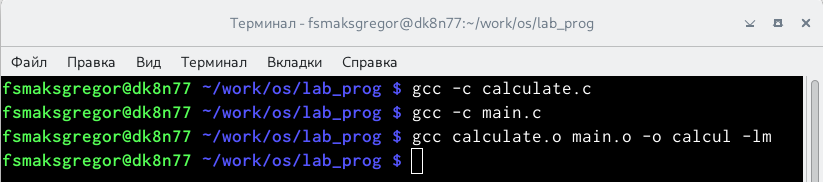 Терминал - fsmaksgregor@dk8n77:~/work/os/lab_prog
Файл Правка Вид Терминал Вкладки Справка
fsmaksgregor@dk8n77 ~/work/os/lab_prog $ gcc -c calculate.c
fsmaksgregor@dk8n77 ~/work/os/lab_prog $ gcc -c main.c
fsmaksgregor@dk8n77 ~/work/os/lab_prog $ gcc calculate.o main.o -o calcul -lm
fsmaksgregor@dk8n77 ~/work/os/lab_prog $